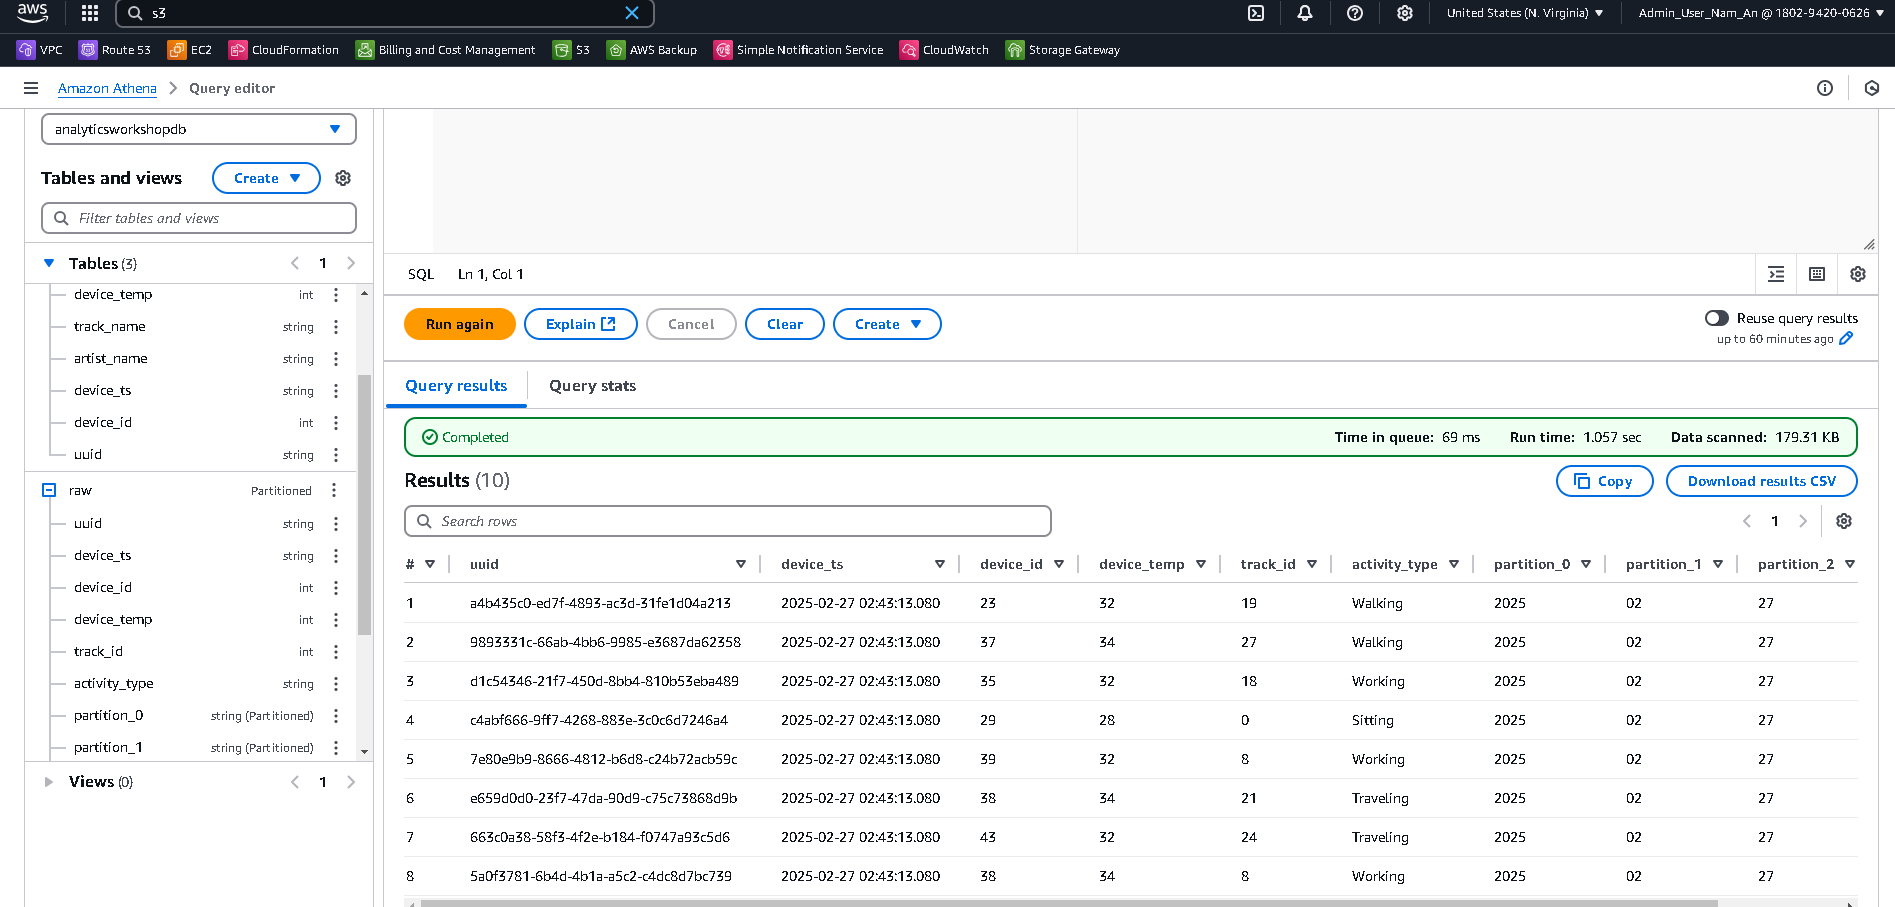 aws
s3
United States (N. Virginia)
Admin_User_Nam_An @ 1802-9420-0626
VPC Route 53 EC2 CloudFormation Billing and Cost Management S3 AWS Backup Simple Notification Service CloudWatch Storage Gateway
Amazon Athena > Query editor
analyticsworkshopdb
Tables and views
Create
Filter tables and views
Tables (3)
1
device_temp int
track_name string
artist_name string
device_ts string
device_id int
uuid string
raw Partitioned
uuid string
device_ts string
device_id int
device_temp int
track_id int
activity_type string
partition_0 string (Partitioned)
partition_1 string (Partitioned)
Views (0)
1
SQL Ln 1, Col 1
Run again Explain Cancel Clear Create
Reuse query results
up to 60 minutes ago
Query results Query stats
Completed
Time in queue: 69 ms Run time: 1.057 sec Data scanned: 179.31 KB
Results (10)
Copy Download results CSV
Search rows
1
# uuid device_ts device_id device_temp track_id activity_type partition_0 partition_1 partition_2
1 a4b435c0-ed7f-4893-ac3d-31fe1d04a213 2025-02-27 02:43:13.080 23 32 19 Walking 2025 02 27
2 9893331c-66ab-4bb6-9985-e3687da62358 2025-02-27 02:43:13.080 37 34 27 Walking 2025 02 27
3 d1c54346-21f7-450d-8bb4-810b53eba489 2025-02-27 02:43:13.080 35 32 18 Working 2025 02 27
4 c4abf666-9ff7-4268-883e-3c0c6d7246a4 2025-02-27 02:43:13.080 29 28 0 Sitting 2025 02 27
5 7e80e9b9-8666-4812-b6d8-c24b72acb59c 2025-02-27 02:43:13.080 39 32 8 Working 2025 02 27
6 e659d0d0-23f7-47da-90d9-c75c73868d9b 2025-02-27 02:43:13.080 38 34 21 Traveling 2025 02 27
7 663c0a38-58f3-4f2e-b184-f0747a93c5d6 2025-02-27 02:43:13.080 43 32 24 Traveling 2025 02 27
8 5a0f3781-6b4d-4b1a-a5c2-c4dc8d7bc739 2025-02-27 02:43:13.080 38 34 8 Working 2025 02 27